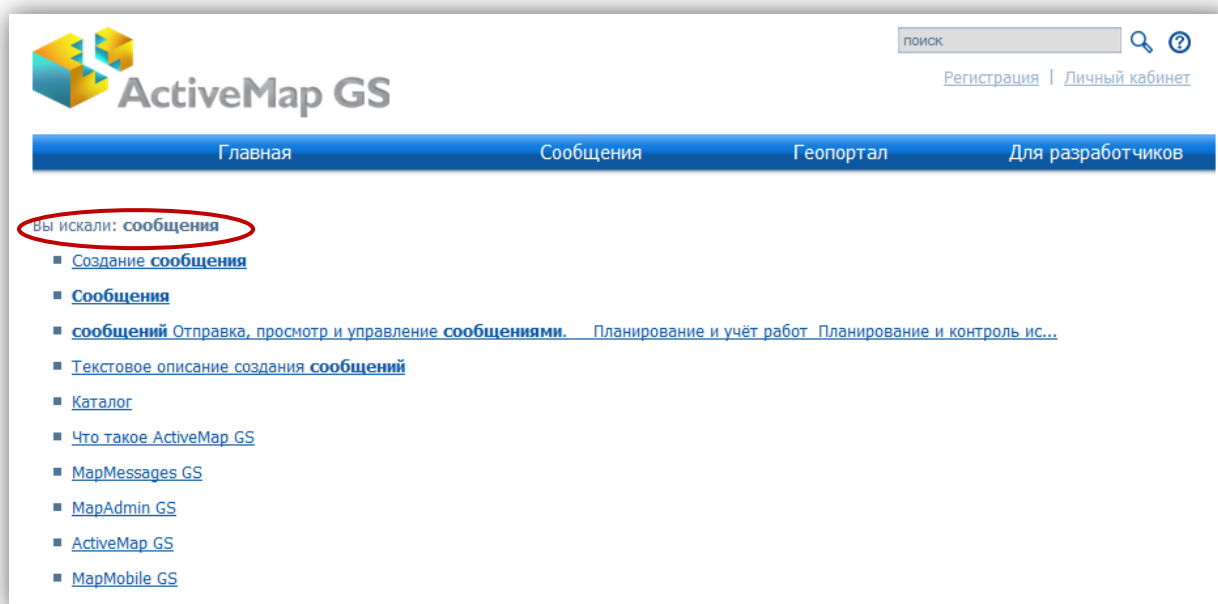 поиск
Регистрация | Личный кабинет
ActiveMap GS
Главная Сообщения Геопортал Для разработчиков
Вы искали: сообщения
Создание сообщения
Сообщения
сообщений Отправка, просмотр и управление сообщениями. Планирование и учёт работ Планирование и контроль ис...
Текстовое описание создания сообщений
Каталог
Что такое ActiveMap GS
MapMessages GS
MapAdmin GS
ActiveMap GS
MapMobile GS